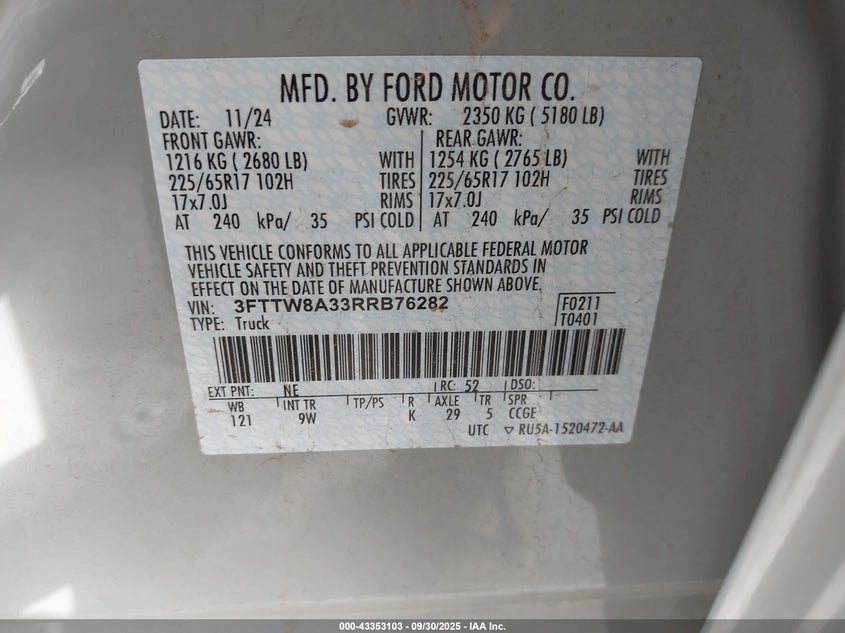 MFD. BY FORD MOTOR CO.
DATE: 11/24 GVWR: 2350 KG ( 5180 LB)
FRONT GAWR: REAR GAWR:
1216 KG ( 2680 LB) WITH 1254 KG ( 2765 LB) WITH
225/65R17 102H TIRES 225/65R17 102H TIRES
17x7.0J RIMS 17x7.0J RIMS
AT 240 kPa/ 35 PSI COLD AT 240 kPa/ 35 PSI COLD
THIS VEHICLE CONFORMS TO ALL APPLICABLE FEDERAL MOTOR
VEHICLE SAFETY AND THEFT PREVENTION STANDARDS IN
EFFECT ON THE DATE OF MANUFACTURE SHOWN ABOVE.
VIN: 3FTTW8A33RRB76282 F0211
TYPE: Truck T0401
EXT PNT: NE RC: 52 DSO:
WB INT TR TP/PS R AXLE TR SPR
121 9W K 29 5 CCGE
UTC ▽ RU5A-1520472-AA
000-43353103 - 09/30/2025 - IAA Inc.